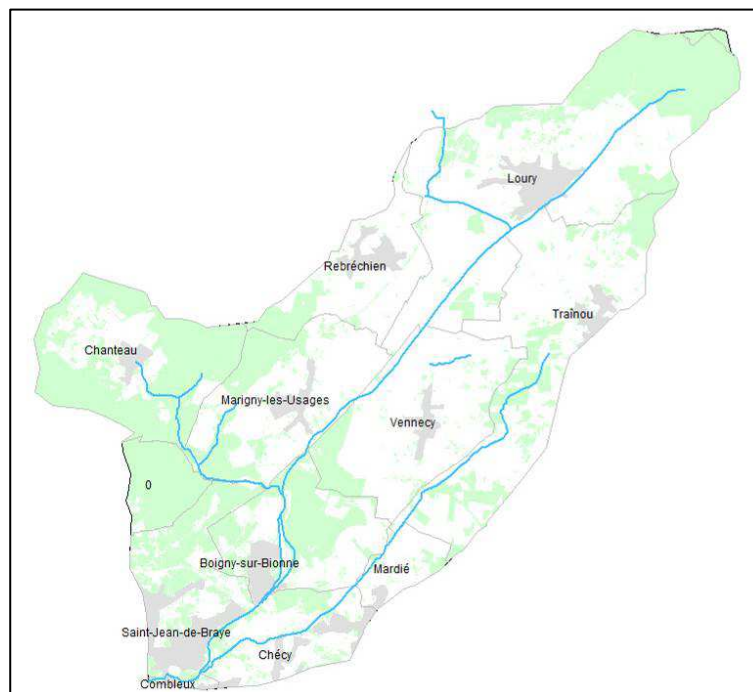 Loury
Rebréchien
Traînou
Chanteau
Marigny-les-Usages
Vennecy
0
Boigny-sur-Bionne
Mardié
Saint-Jean-de-Braye
Chécy
Combleux